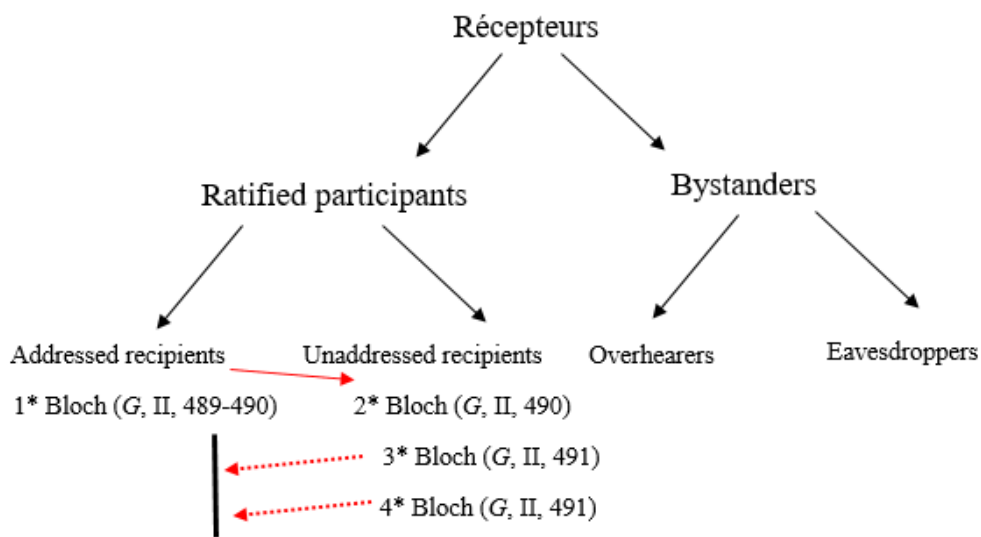 Récepteurs
Ratified participants
Bystanders
Addressed recipients
Unaddressed recipients
Overhearers
Eavesdroppers
1* Bloch (G, II, 489-490)
2* Bloch (G, II, 490)
3* Bloch (G, II, 491)
4* Bloch (G, II, 491)